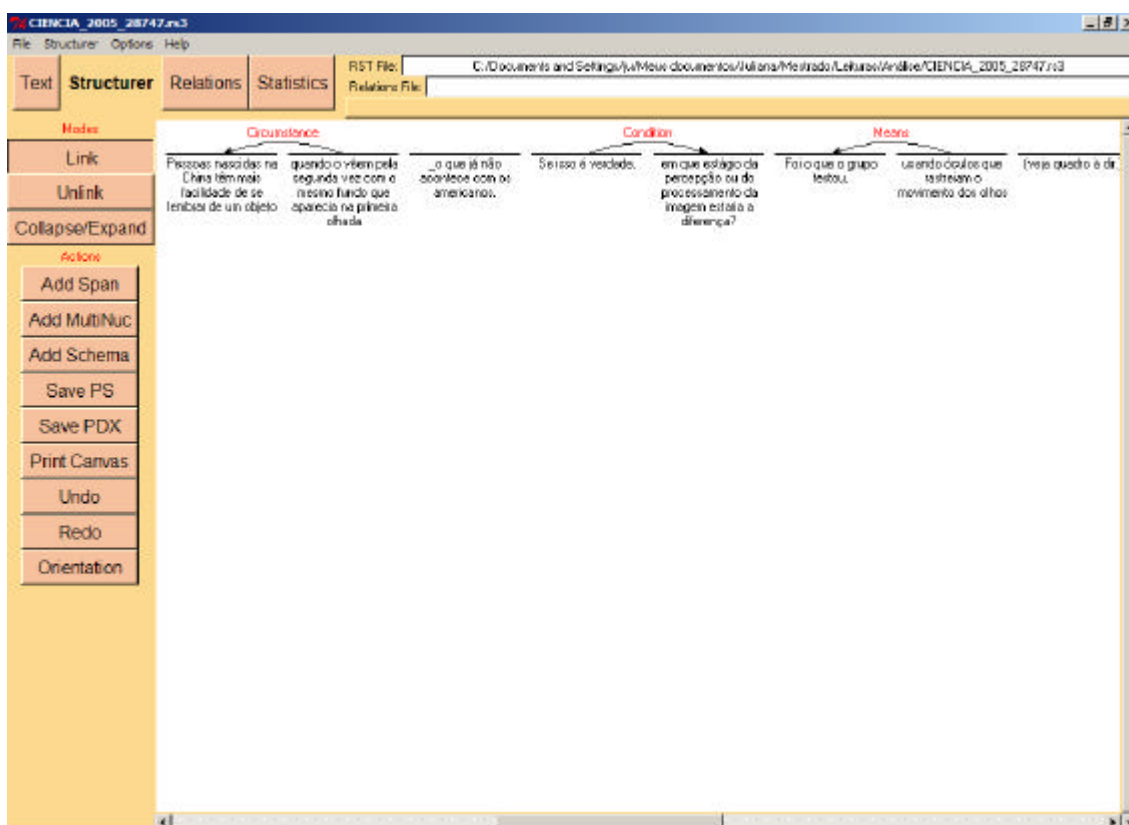 CIENCIA_2005_28747.rs3
File Structurer Options Help
Text Structurer Relations Statistics
RST File: C:/Documents and Settings/ju/Meus documentos/Juliana/Mestrado/Leituras/Análise/CIENCIA_2005_28747.rs3
Relations File:
Modes
Link
Unlink
Collapse/Expand
Actions
Add Span
Add MultiNuc
Add Schema
Save PS
Save PDX
Print Canvas
Undo
Redo
Orientation
Circumstance
Pessoas nascidas na
China têm mais
facilidade de se
lembrar de um objeto
quando o vêem pela
segunda vez com o
mesmo fundo que
aparecia na primeira
olhada
_o que já não
acontece com os
americanos.
Condition
Se isso é verdade,
em que estágio da
percepção ou do
processamento da
imagem estaria a
diferença?
Means
Foi o que o grupo
testou,
usando óculos que
rastreiam o
movimento dos olhos
(veja quadro à dir